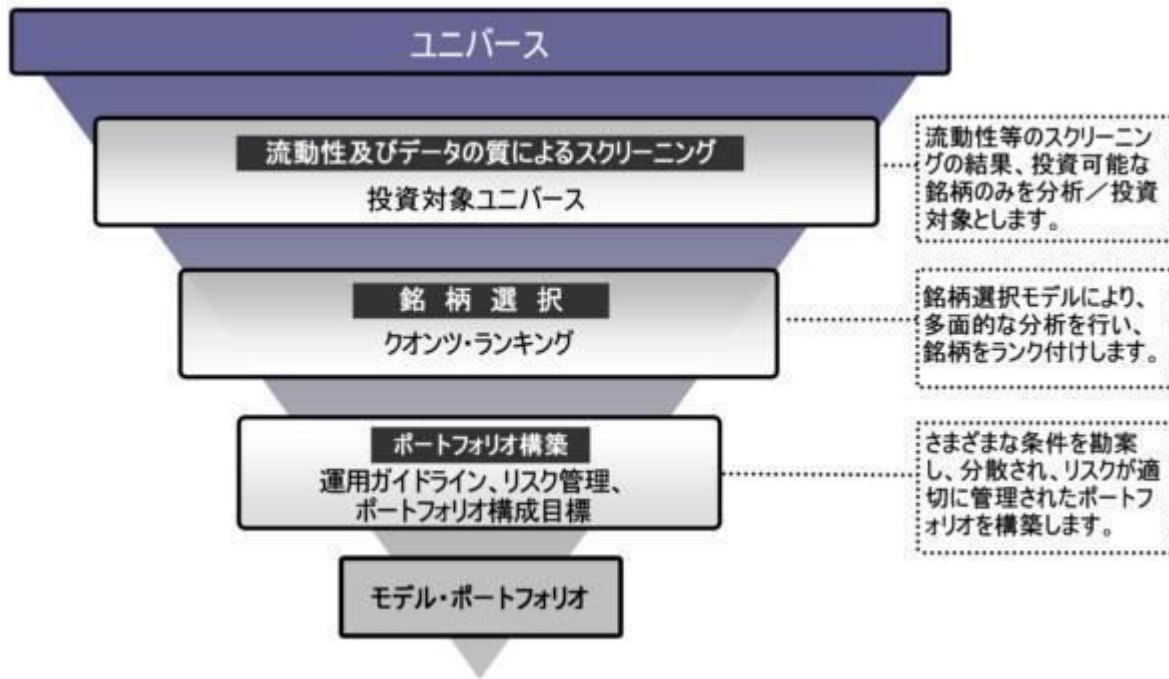 ユニバース
流動性及びデータの質によるスクリーニング
投資対象ユニバース
流動性等のスクリーニン
グの結果、投資可能な
銘柄のみを分析／投資
対象とします。
銘柄選択
クオンツ・ランキング
銘柄選択モデルにより、
多面的な分析を行い、
銘柄をランク付けします。
ポートフォリオ構築
運用ガイドライン、リスク管理、
ポートフォリオ構成目標
さまざまな条件を勘案
し、分散され、リスクが適
切に管理されたポートフ
ォリオを構築します。
モデル・ポートフォリオ